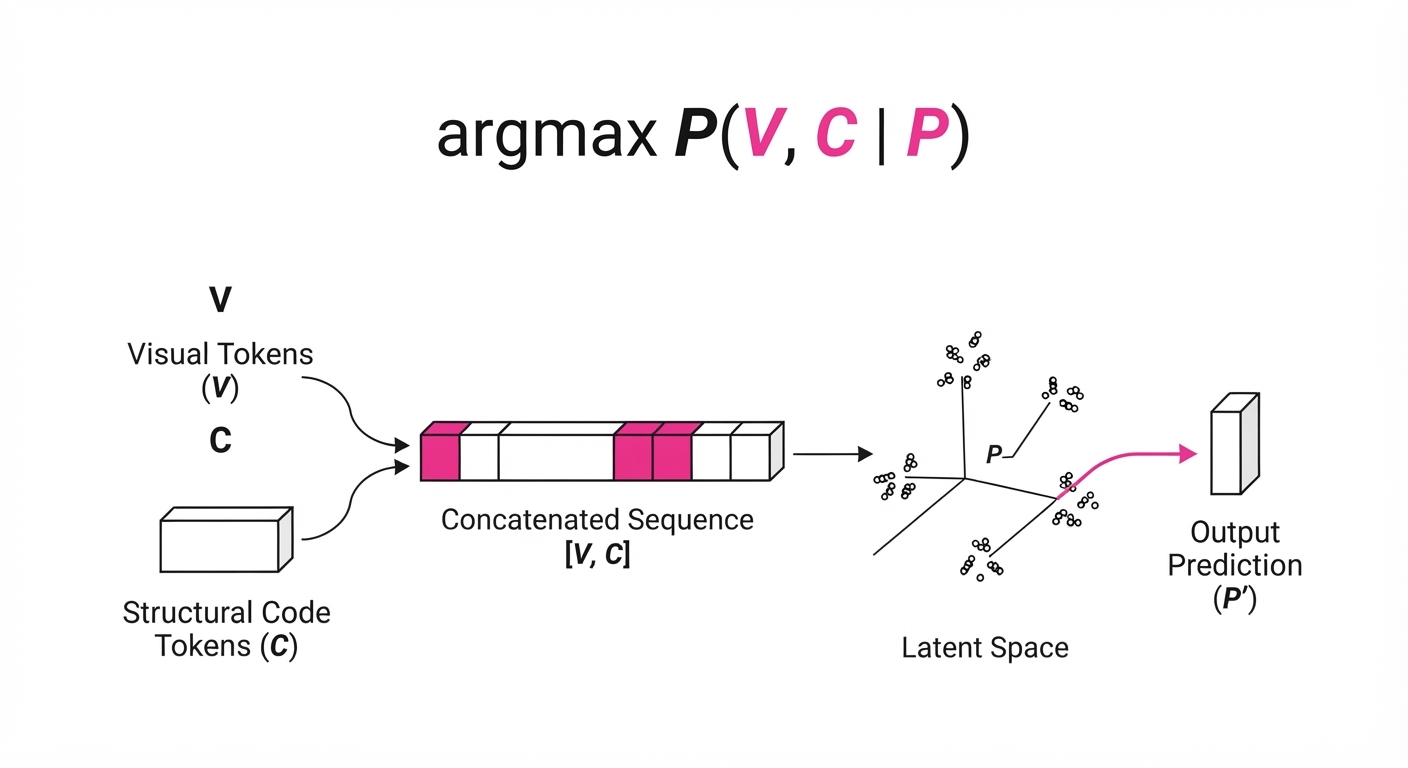 argmax P(V, C | P)
V
Visual Tokens
(V)
C
Structural Code
Tokens (C)
Concatenated Sequence
[V, C]
P
Latent Space
Output
Prediction
(P')